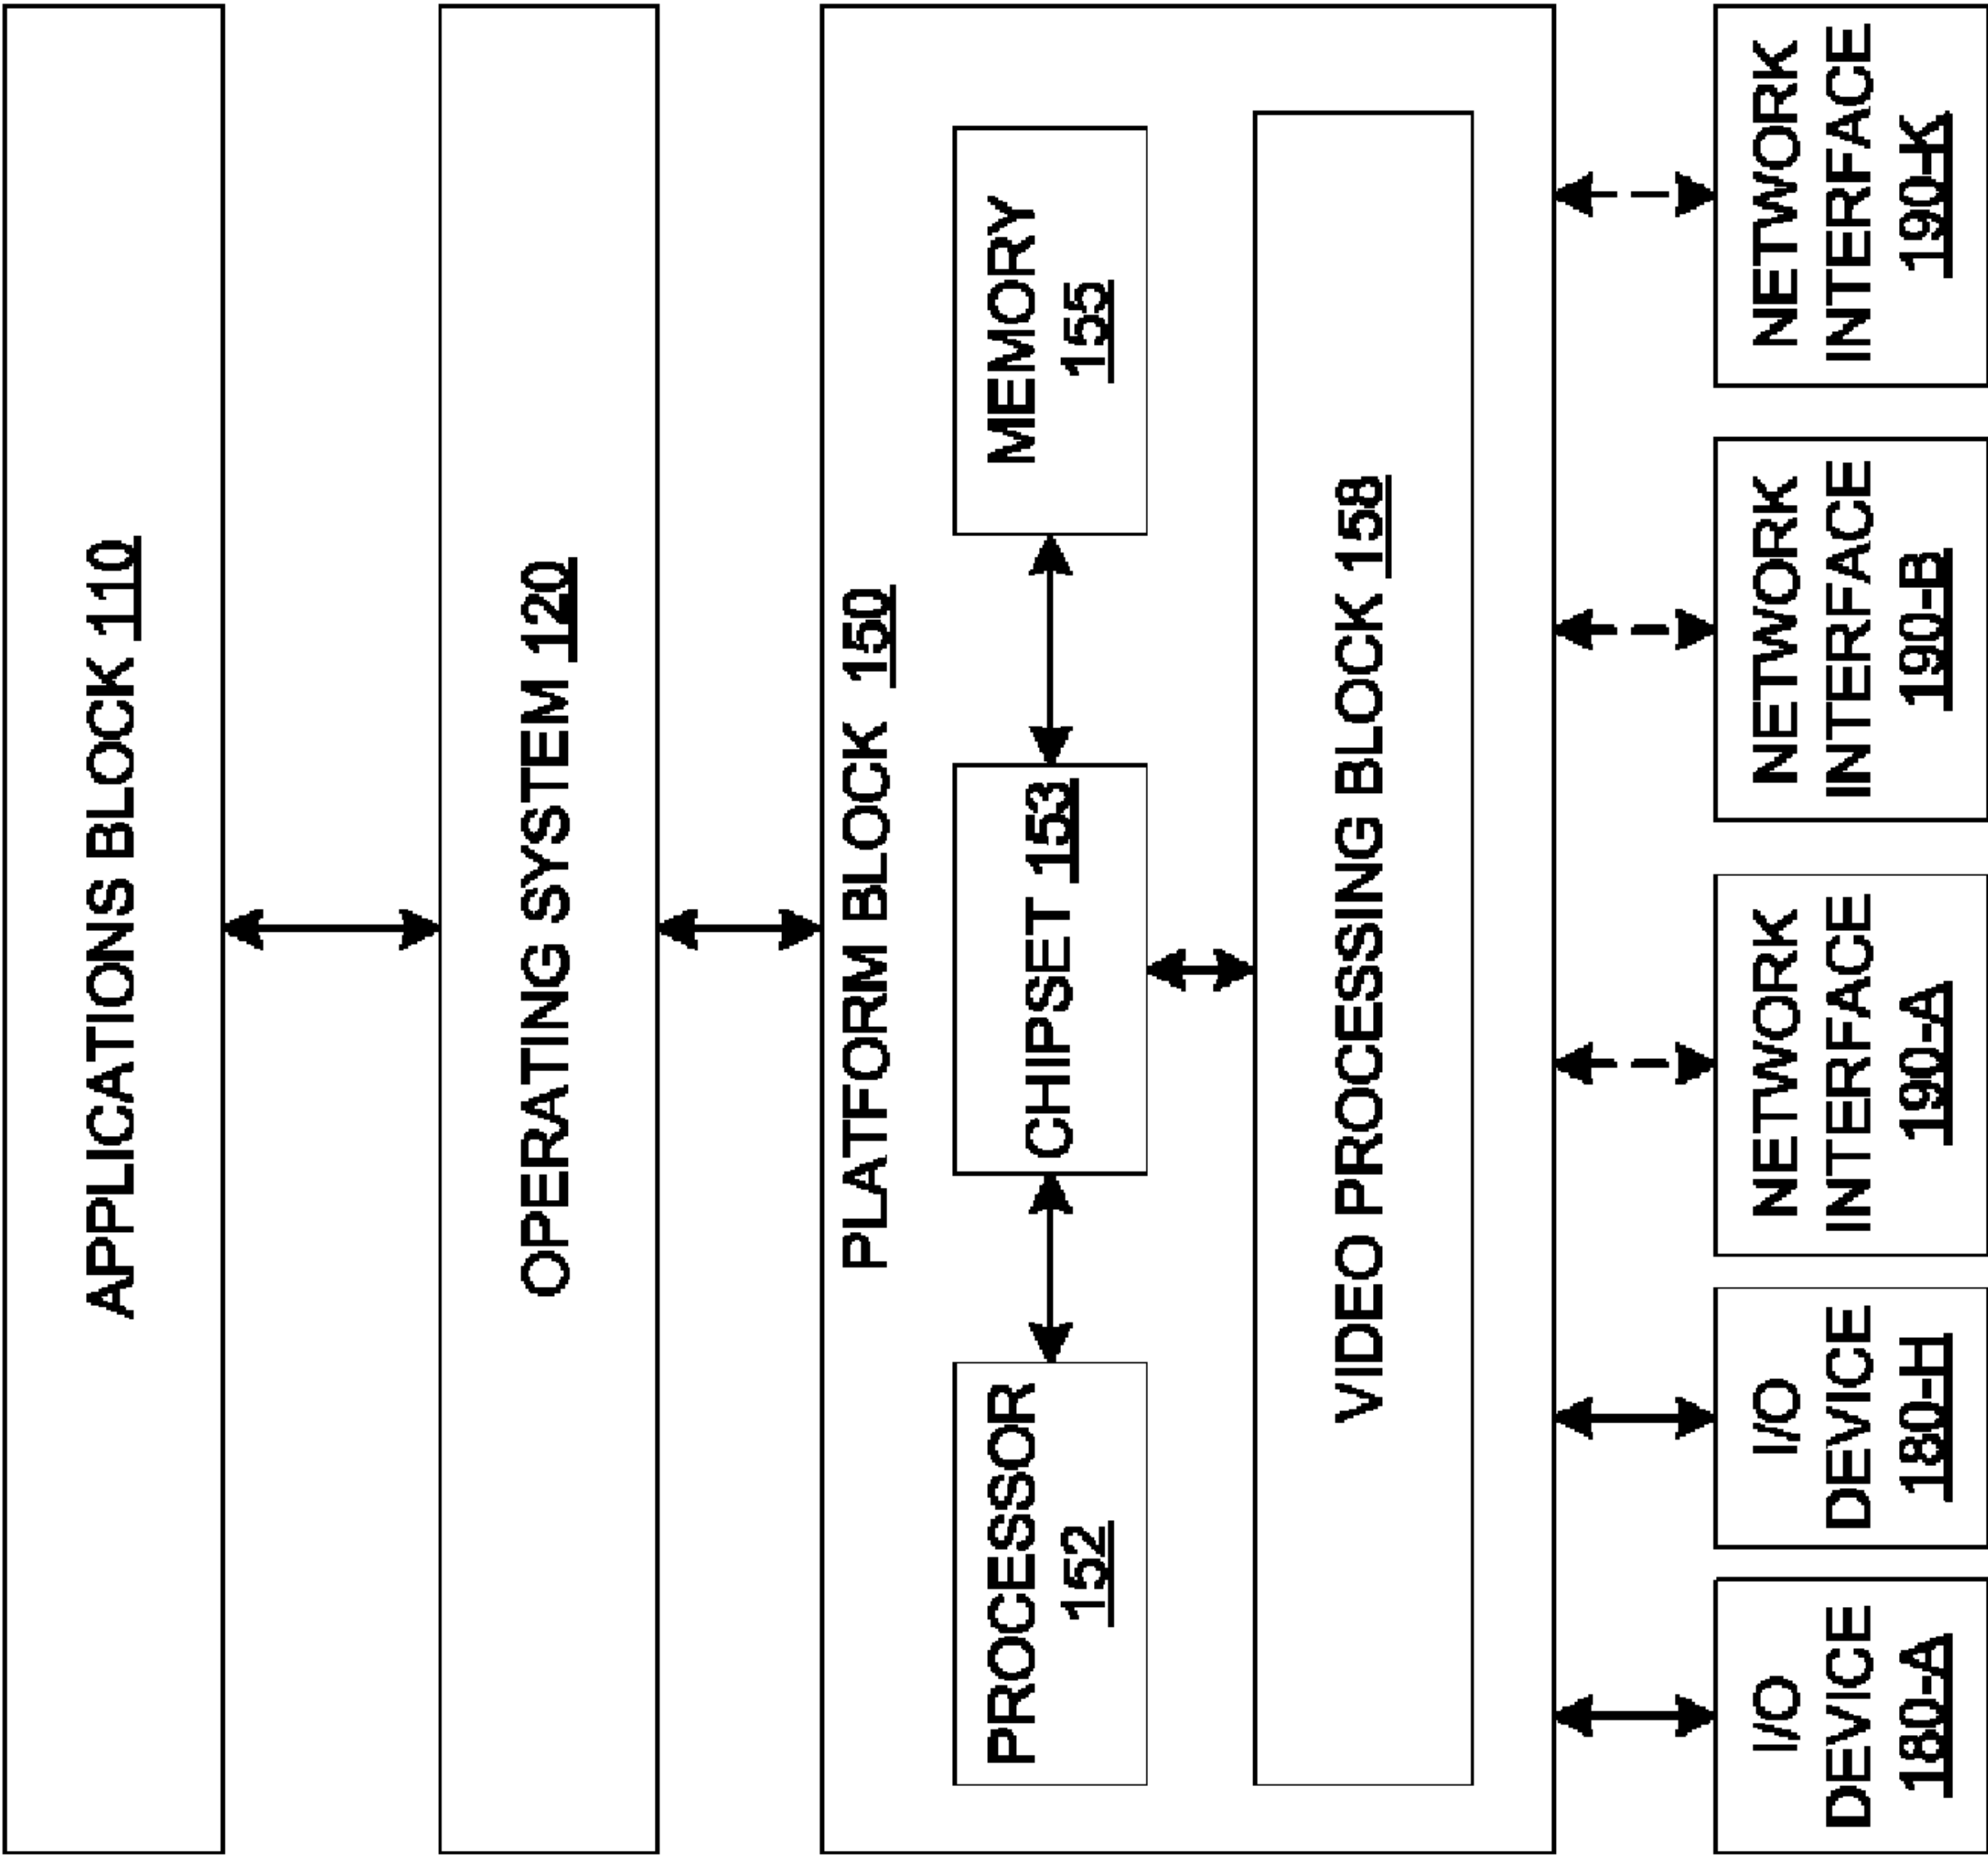 APPLICATIONS BLOCK 110
OPERATING SYSTEM 120
PLATFORM BLOCK 150
PROCESSOR
152
CHIPSET 153
MEMORY
155
VIDEO PROCESSING BLOCK 158
I/O
DEVICE
180-A
I/O
DEVICE
180-H
NETWORK
INTERFACE
190-A
NETWORK
INTERFACE
190-B
NETWORK
INTERFACE
190-K